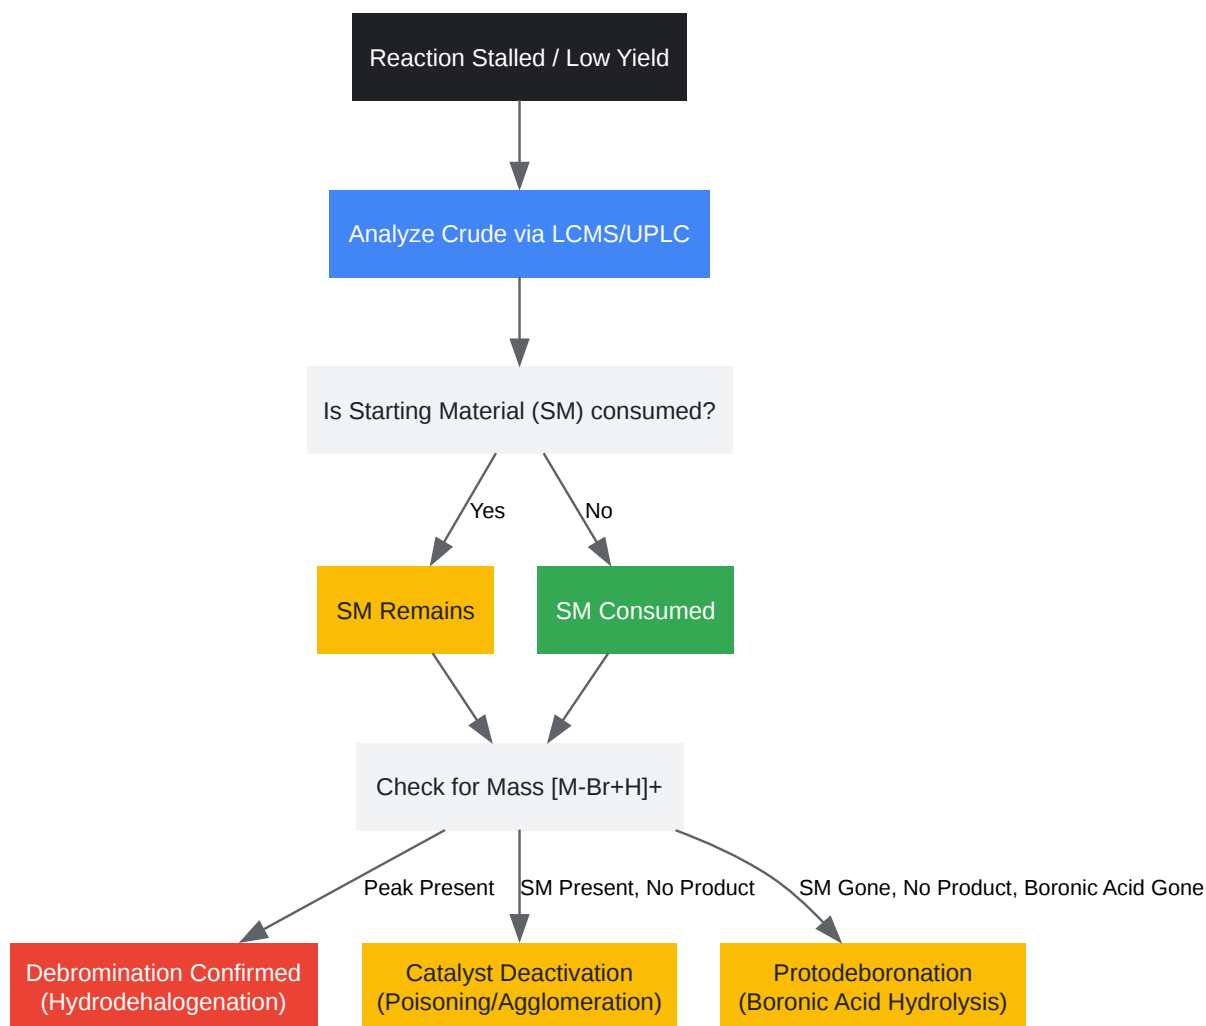 Reaction Stalled / Low Yield
Analyze Crude via LCMS/UPLC
Is Starting Material (SM) consumed?
Yes
No
SM Remains
SM Consumed
Check for Mass [M-Br+H]+
Peak Present
SM Present, No Product
SM Gone, No Product, Boronic Acid Gone
Debromination Confirmed
(Hydrodehalogenation)
Catalyst Deactivation
(Poisoning/Agglomeration)
Protodeboronation
(Boronic Acid Hydrolysis)